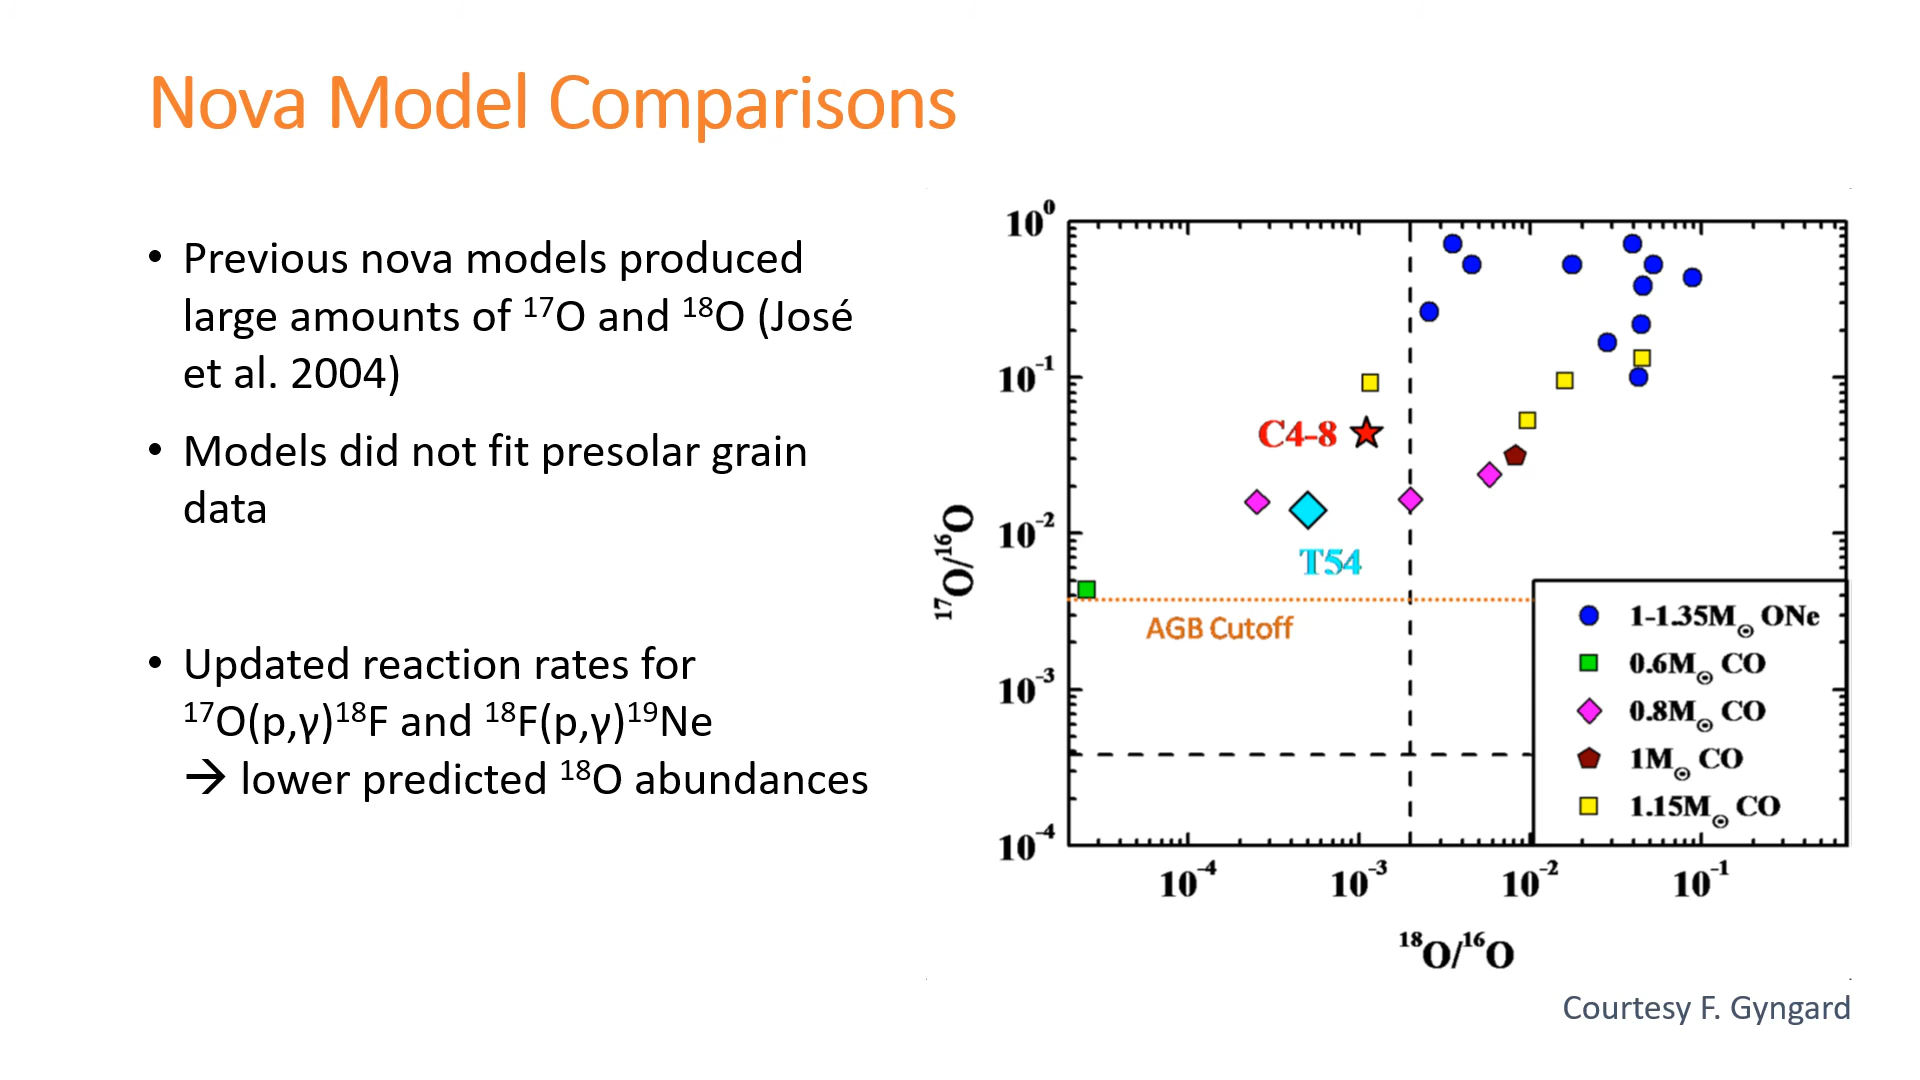 Nova Model Comparisons
• Previous nova models produced
large amounts of ¹⁷O and ¹⁸O (José
et al. 2004)
• Models did not fit presolar grain
data
• Updated reaction rates for
¹⁷O(p,γ)¹⁸F and ¹⁸F(p,γ)¹⁹Ne
→ lower predicted ¹⁸O abundances
10⁰
10⁻¹
10⁻²
10⁻³
10⁻⁴
¹⁷O/¹⁶O
C4-8
T54
AGB Cutoff
1-1.35M☉ ONe
0.6M☉ CO
0.8M☉ CO
1M☉ CO
1.15M☉ CO
10⁻⁴ 10⁻³ 10⁻² 10⁻¹
¹⁸O/¹⁶O
Courtesy F. Gyngard